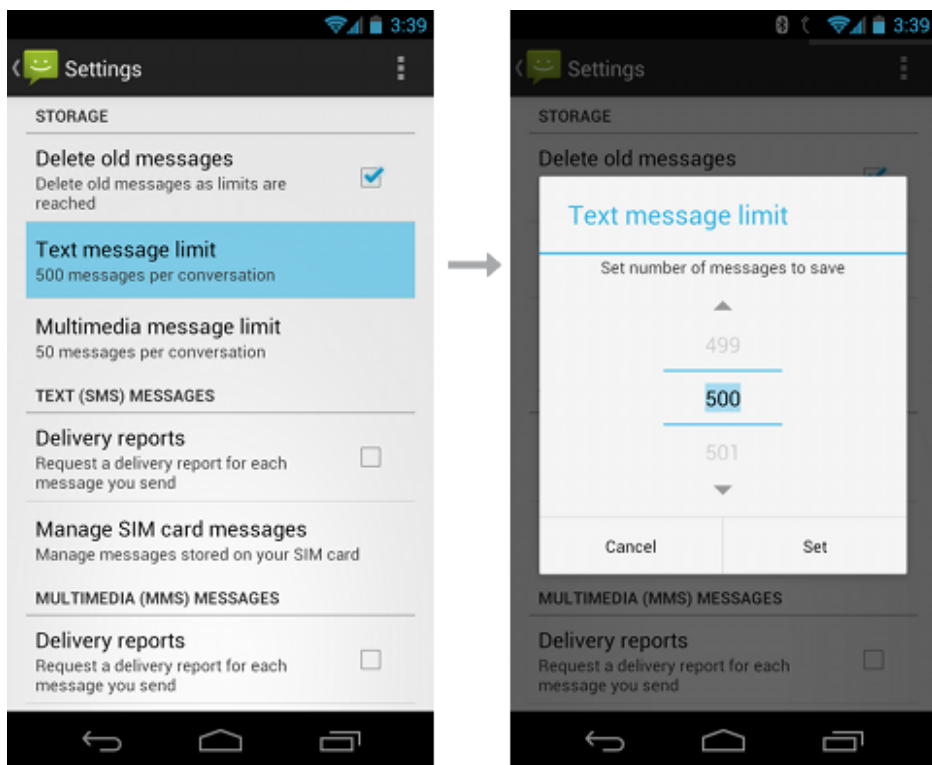 3:39
Settings
STORAGE
Delete old messages
Delete old messages as limits are
reached
Text message limit
500 messages per conversation
Multimedia message limit
50 messages per conversation
TEXT (SMS) MESSAGES
Delivery reports
Request a delivery report for each
message you send
Manage SIM card messages
Manage messages stored on your SIM card
MULTIMEDIA (MMS) MESSAGES
Delivery reports
Request a delivery report for each
message you send
3:39
Settings
STORAGE
Delete old messages
Text message limit
Set number of messages to save
499
500
501
Cancel
Set
MULTIMEDIA (MMS) MESSAGES
Delivery reports
Request a delivery report for each
message you send